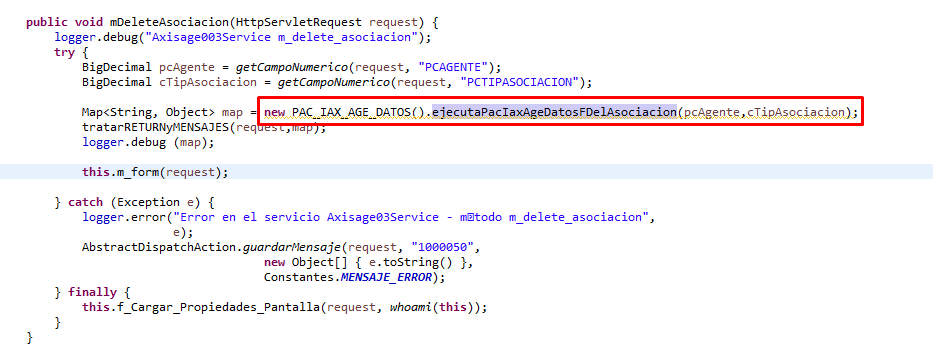 public void mDeleteAsociacion(HttpServletRequest request) {
logger.debug("Axisage003Service m_delete_asociacion");
try {
BigDecimal pcAgente = getCampoNumerico(request, "PCAGENTE");
BigDecimal cTipAsociacion = getCampoNumerico(request, "PCTIPASOCIACION");
Map<String, Object> map = new PAC_IAX_AGE_DATOS().ejecutaPacIaxAgeDatosFDelAsociacion(pcAgente,cTipAsociacion);
tratarRETURNyMENSAJES(request,map);
logger.debug (map);
this.m_form(request);
} catch (Exception e) {
logger.error("Error en el servicio Axisage03Service - m�todo m_delete_asociacion",
e);
AbstractDispatchAction.guardarMensaje(request, "1000050",
new Object[] { e.toString() },
Constantes.MENSAJE_ERROR);
} finally {
this.f_Cargar_Propiedades_Pantalla(request, whoami(this));
}
}